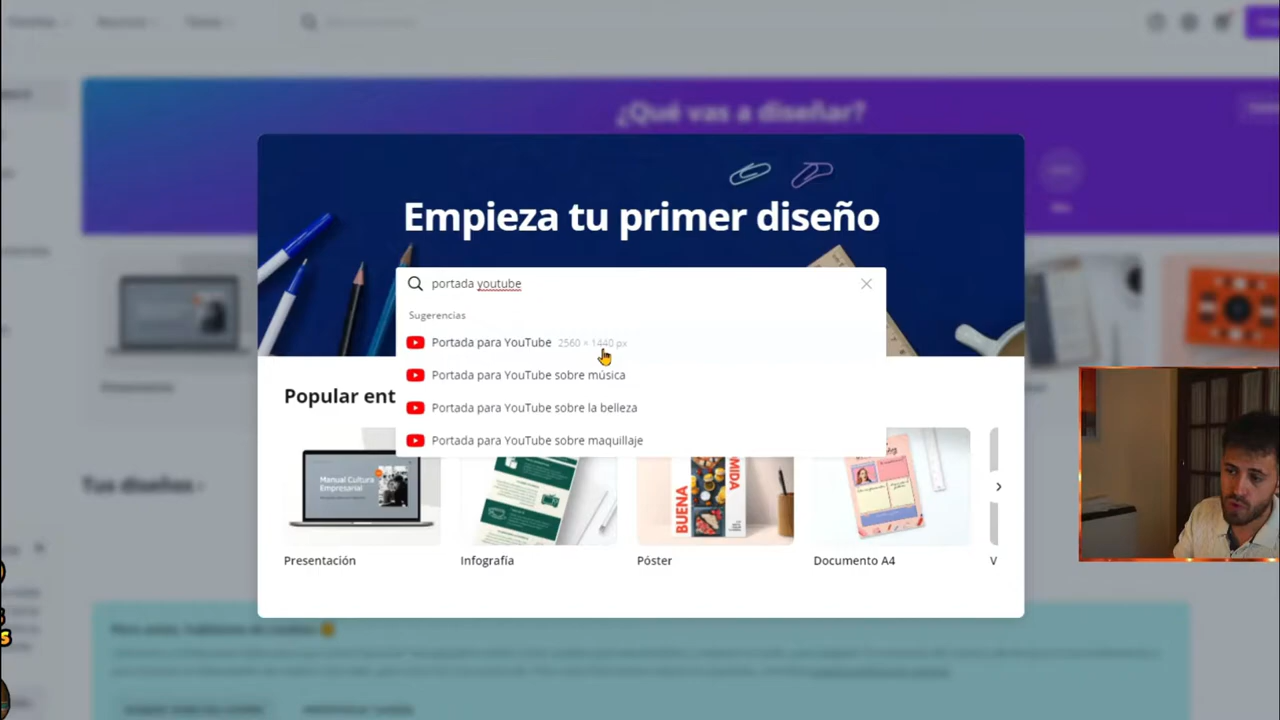 ¿Qué vas a diseñar?
Empieza tu primer diseño
portada youtube
Sugerencias
Portada para YouTube 2560 × 1440 px
Portada para YouTube sobre música
Portada para YouTube sobre la belleza
Portada para YouTube sobre maquillaje
Popular ent
Manual Cultura
Empresarial
BUENA
OMIDA
Presentación
Infografía
Póster
Documento A4
V
Tus diseños